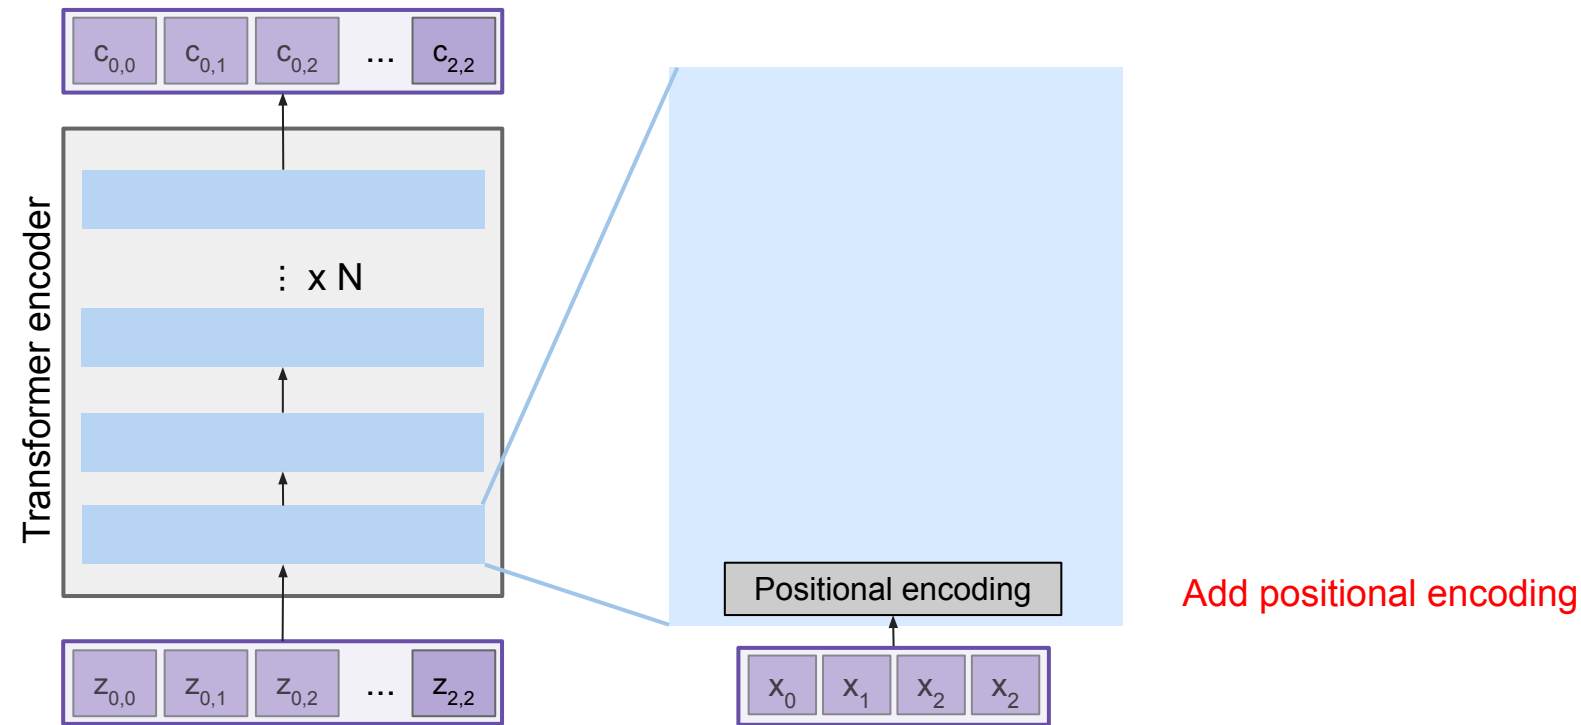 c0,0 c0,1 c0,2 ... c2,2
Transformer encoder
⋮ x N
z0,0 z0,1 z0,2 ... z2,2
Positional encoding
x0 x1 x2 x2
Add positional encoding